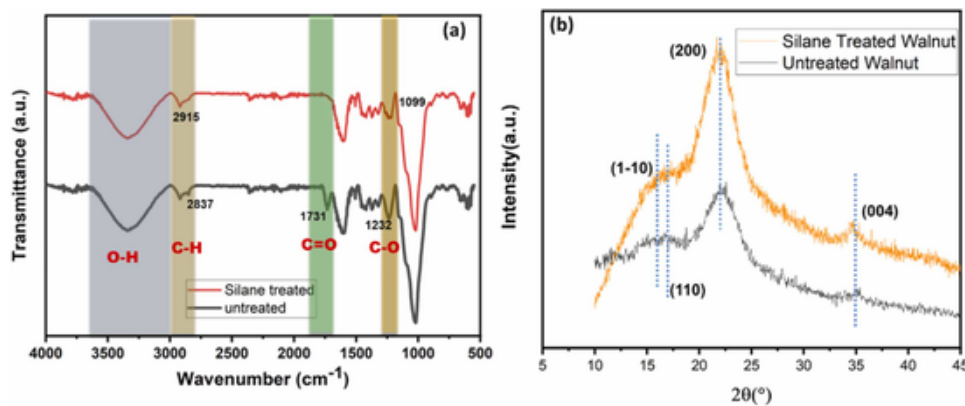 (a)
Transmittance (a.u.)
2915
1099
2837
1731
1232
O-H
C-H
C=O
C-O
Silane treated
untreated
4000 3500 3000 2500 2000 1500 1000 500
Wavenumber (cm⁻¹)
(b)
Intensity(a.u.)
Silane Treated Walnut
Untreated Walnut
(200)
(1-10)
(004)
(110)
5 10 15 20 25 30 35 40 45
2θ(°)